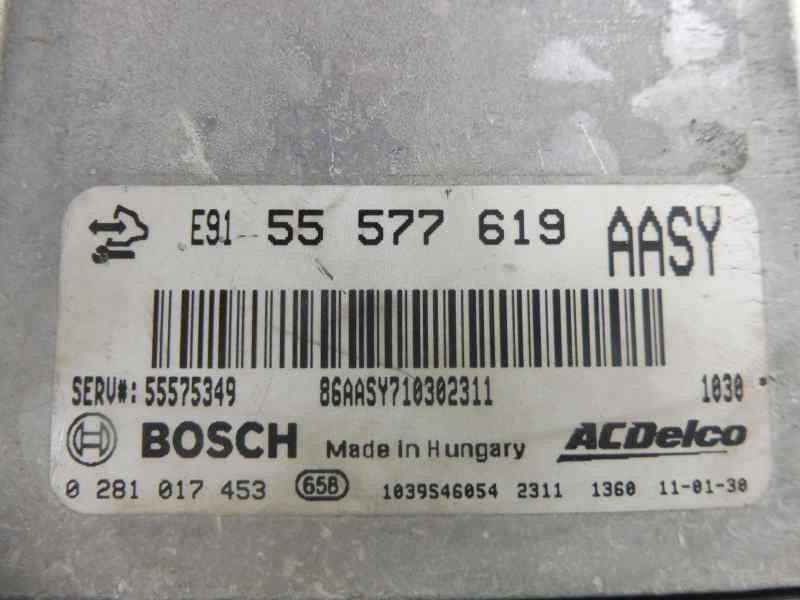 E91 55 577 619 AASY
SERV#: 55575349 86AASY710302311 1030
BOSCH Made in Hungary ACDelco
0 281 017 453 658 1039S46054 2311 1360 11-01-30